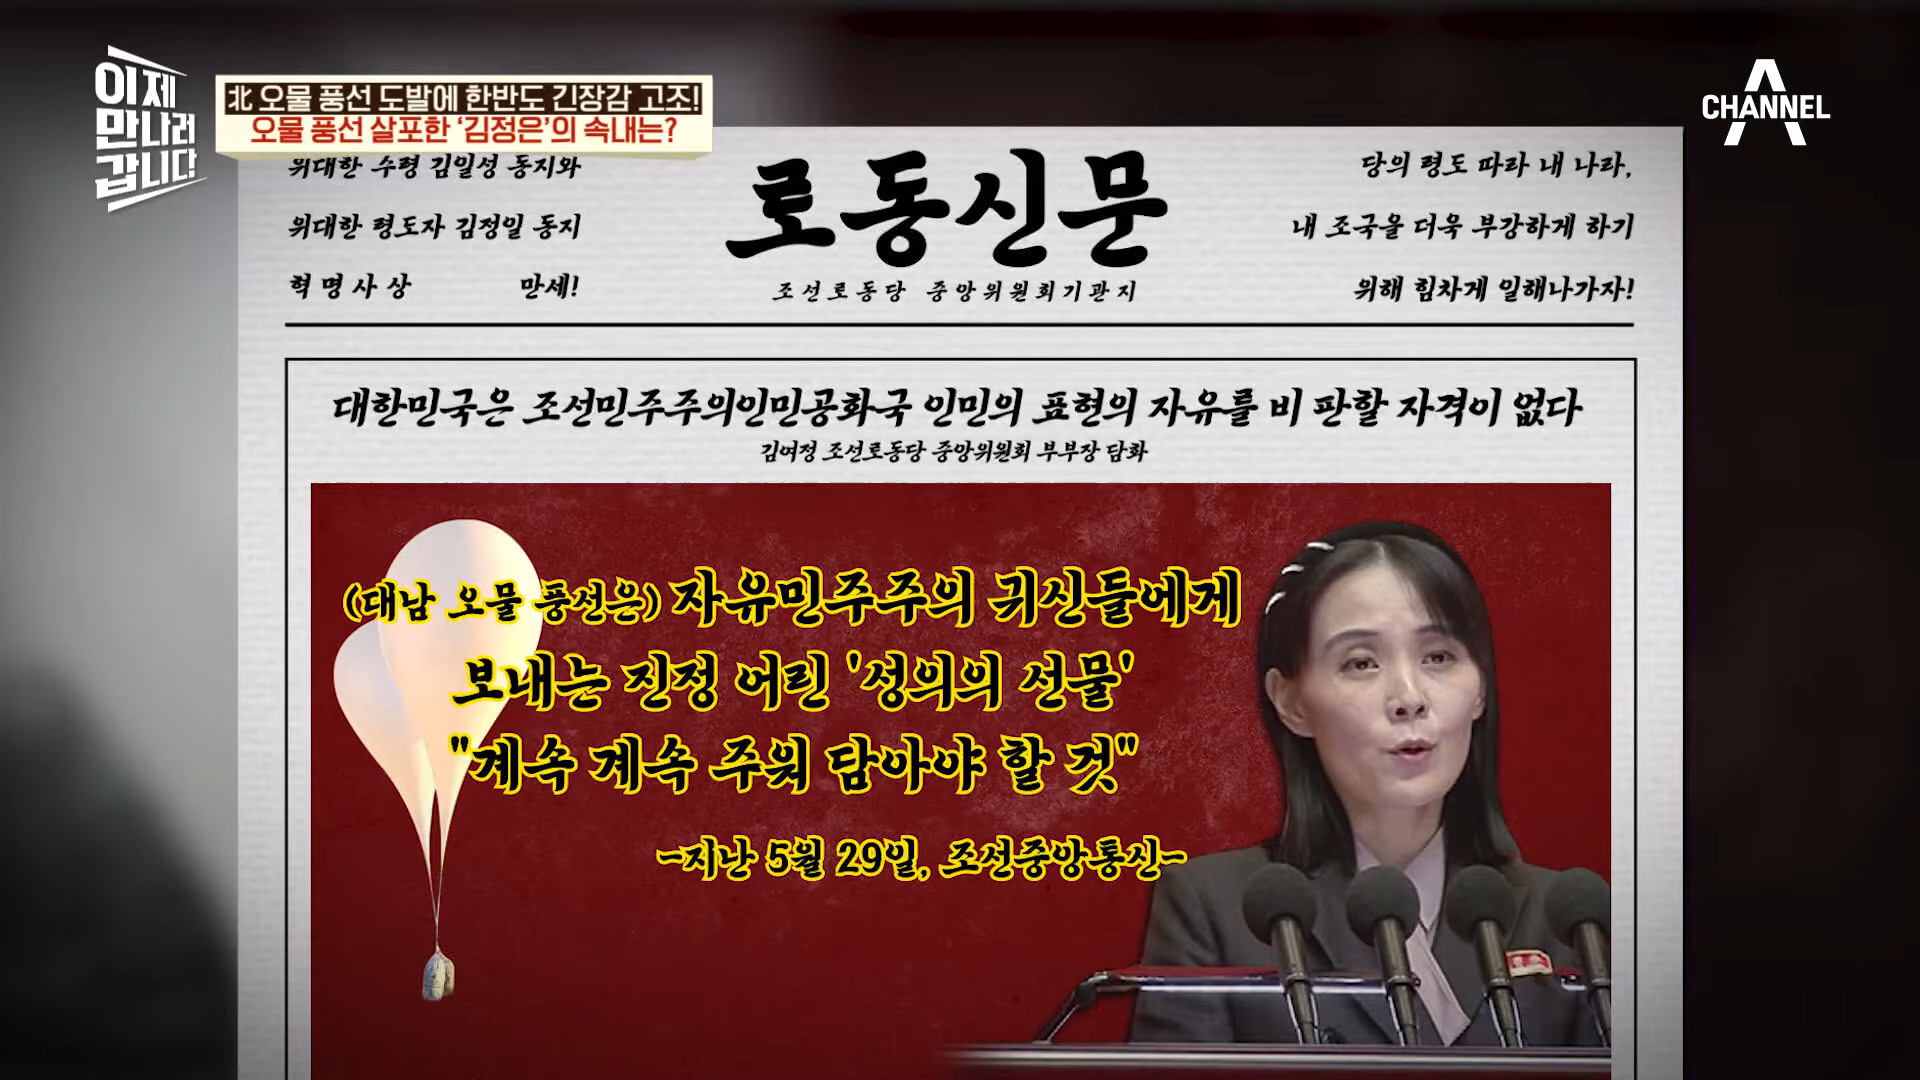 이제
만나러
갑니다!
北 오물 풍선 도발에 한반도 긴장감 고조!
오물 풍선 살포한 '김정은'의 속내는?
CHANNEL A
위대한 수령 김일성 동지와
위대한 령도자 김정일 동지
혁명사상 만세!
로동신문
조선로동당 중앙위원회기관지
당의 령도 따라 내 나라,
내 조국을 더욱 부강하게 하기
위해 힘차게 일해나가자!
대한민국은 조선민주주의인민공화국 인민의 표현의 자유를 비 판할 자격이 없다
김여정 조선로동당 중앙위원회 부부장 담화
(대남 오물 풍선은) 자유민주주의 귀신들에게
보내는 진정 어린 '성의의 선물'
"계속 계속 주워 담아야 할 것"
-지난 5월 29일, 조선중앙통신-